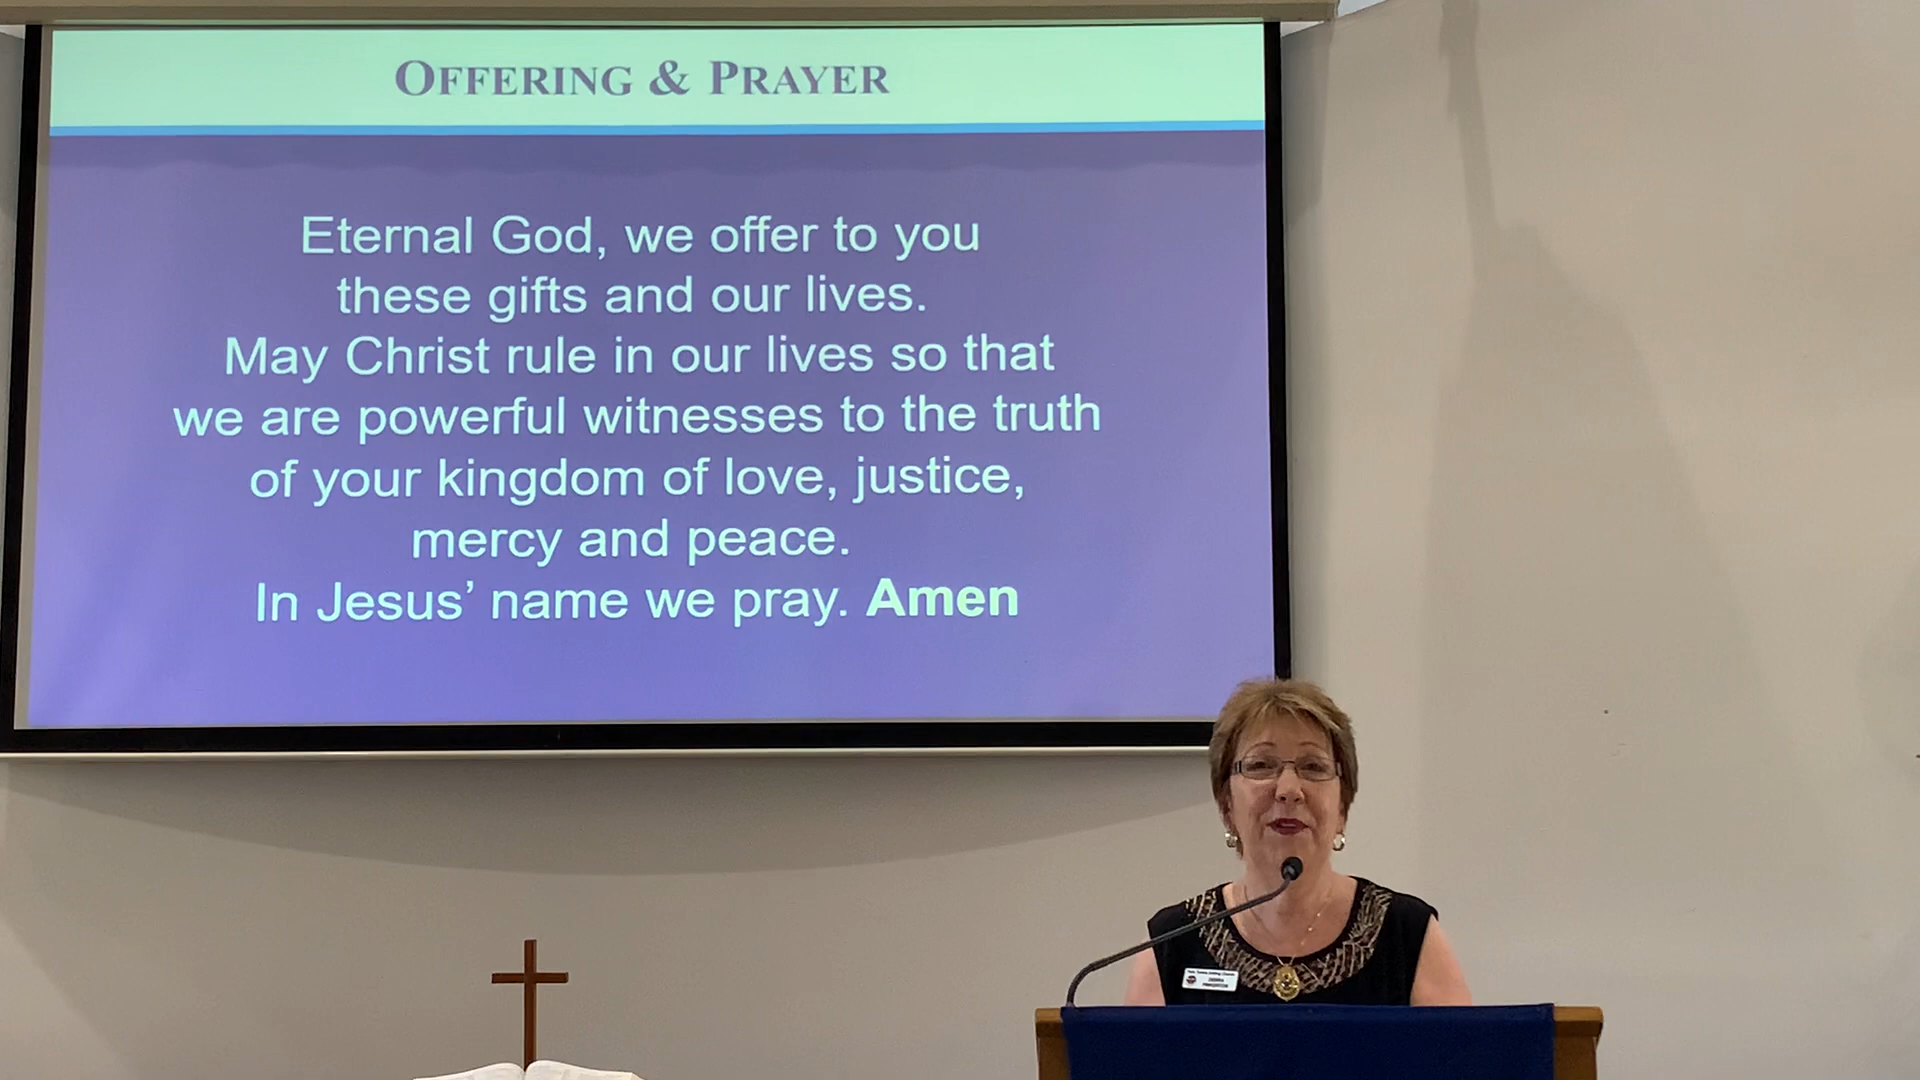 OFFERING & PRAYER
Eternal God, we offer to you
these gifts and our lives.
May Christ rule in our lives so that
we are powerful witnesses to the truth
of your kingdom of love, justice,
mercy and peace.
In Jesus’ name we pray. Amen
Uniting Church